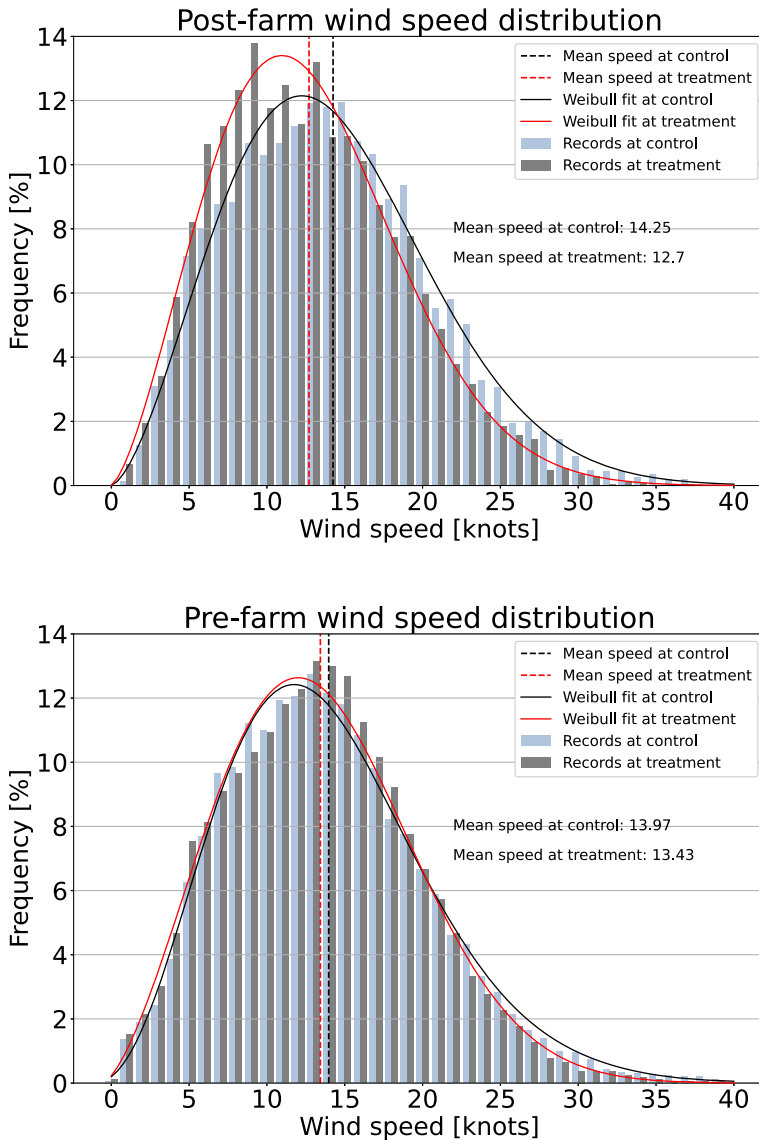 Post-farm wind speed distribution
14
12
10
8
6
4
2
0
Frequency [%]
Mean speed at control
Mean speed at treatment
Weibull fit at control
Weibull fit at treatment
Records at control
Records at treatment
Mean speed at control: 14.25
Mean speed at treatment: 12.7
0 5 10 15 20 25 30 35 40
Wind speed [knots]
Pre-farm wind speed distribution
14
12
10
8
6
4
2
0
Frequency [%]
Mean speed at control
Mean speed at treatment
Weibull fit at control
Weibull fit at treatment
Records at control
Records at treatment
Mean speed at control: 13.97
Mean speed at treatment: 13.43
0 5 10 15 20 25 30 35 40
Wind speed [knots]